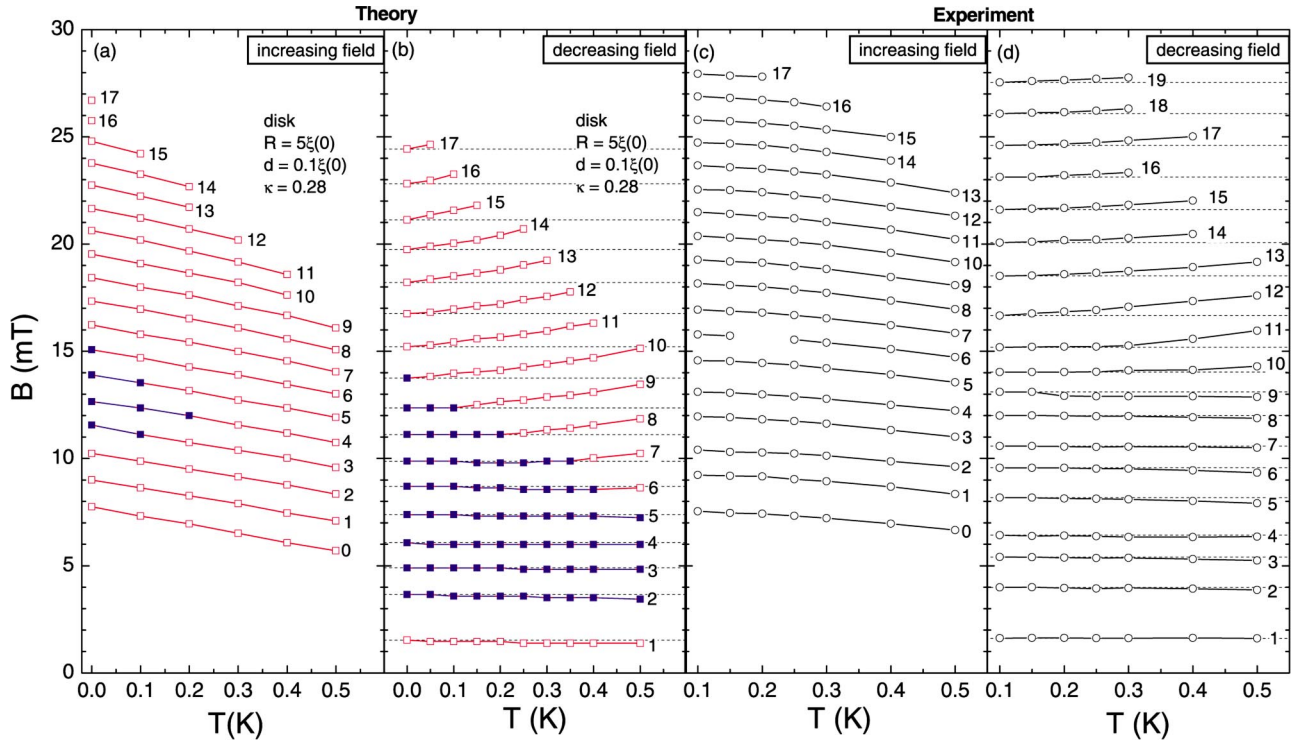 Theory
Experiment
(a)
increasing field
(b)
decreasing field
(c)
increasing field
(d)
decreasing field
B (mT)
30
25
20
15
10
5
0
disk
R = 5ξ(0)
d = 0.1ξ(0)
κ = 0.28
17
16
15
14
13
12
11
10
9
8
7
6
5
4
3
2
1
0
disk
R = 5ξ(0)
d = 0.1ξ(0)
κ = 0.28
17
16
15
14
13
12
11
10
9
8
7
6
5
4
3
2
1
17
16
15
14
13
12
11
10
9
8
7
6
5
4
3
2
1
0
19
18
17
16
15
14
13
12
11
10
9
8
7
6
5
4
3
2
1
0.0 0.1 0.2 0.3 0.4 0.5
0.0 0.1 0.2 0.3 0.4 0.5
0.1 0.2 0.3 0.4 0.5
0.1 0.2 0.3 0.4 0.5
T(K)
T (K)
T (K)
T (K)